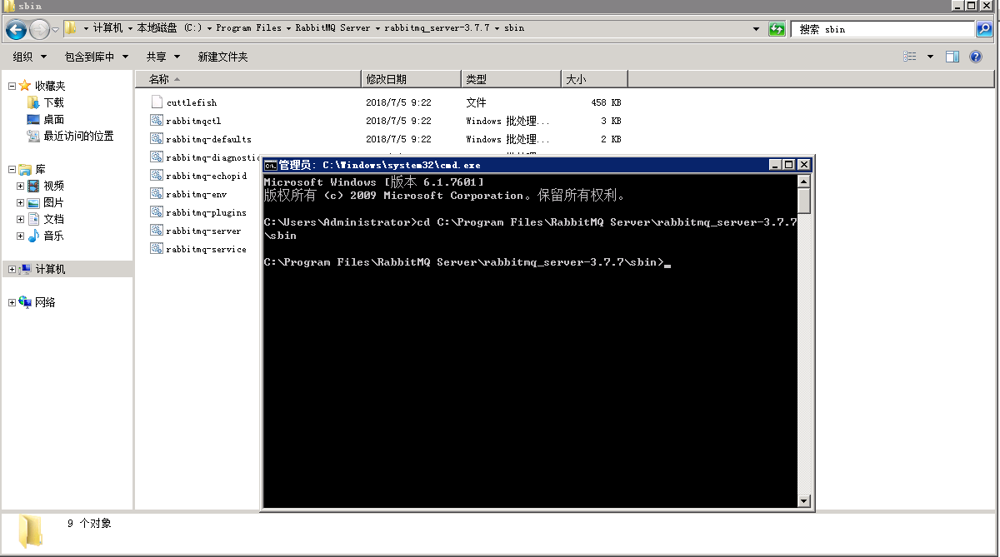 sbin
计算机 本地磁盘 (C:) Program Files RabbitMQ Server rabbitmq_server-3.7.7 sbin
搜索 sbin
组织 包含到库中 共享 新建文件夹
名称 修改日期 类型 大小
收藏夹
下载
桌面
最近访问的位置
库
视频
图片
文档
音乐
计算机
网络
cuttlefish 2018/7/5 9:22 文件 458 KB
rabbitmqctl 2018/7/5 9:22 Windows 批处理... 3 KB
rabbitmq-defaults 2018/7/5 9:22 Windows 批处理... 2 KB
rabbitmq-diagnostic
rabbitmq-echopid
rabbitmq-env
rabbitmq-plugins
rabbitmq-server
rabbitmq-service
管理员: C:\Windows\system32\cmd.exe
Microsoft Windows [版本 6.1.7601]
版权所有 (c) 2009 Microsoft Corporation。保留所有权利。
C:\Users\Administrator>cd C:\Program Files\RabbitMQ Server\rabbitmq_server-3.7.7
\sbin
C:\Program Files\RabbitMQ Server\rabbitmq_server-3.7.7\sbin>
9 个对象